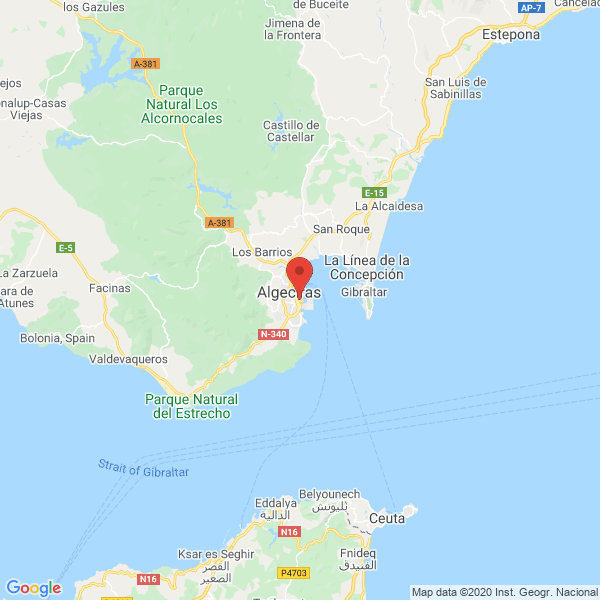 de Buceite
los Gazules
Cancelad
AP-7
Jimena de
la Frontera
Estepona
A-381
ejos
Parque
Natural Los
Alcornocales
San Luis de
Sabinillas
enalup-Casas
Viejas
Castillo de
Castellar
E-15
La Alcaidesa
A-381
San Roque
E-5
Los Barrios
La Línea de la
Concepción
La Zarzuela
Facinas
Algeciras
Gibraltar
ara de
Atunes
N-340
Bolonia, Spain
Valdevaqueros
Parque Natural
del Estrecho
Strait of Gibraltar
Belyounech
بليونش
Eddalya
الدالية
Ceuta
N16
Ksar es Seghir
القصر
الصغير
Fnideq
الفنيدق
N16
P4703
Google
Map data ©2020 Inst. Geogr. Nacional